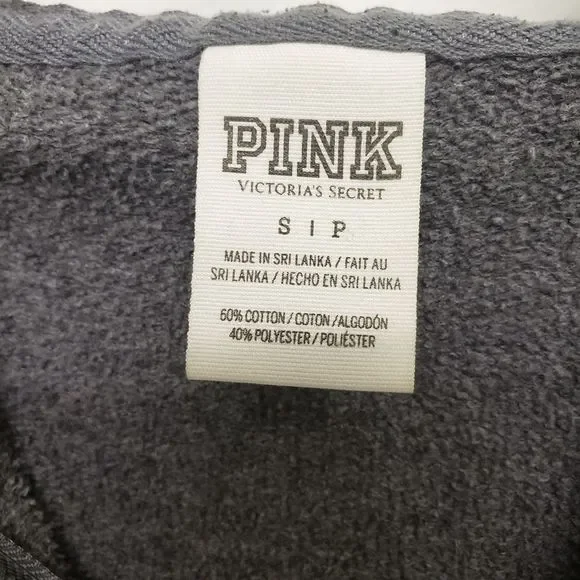 PINK
VICTORIA'S SECRET
S | P
MADE IN SRI LANKA / FAIT AU
SRI LANKA / HECHO EN SRI LANKA
60% COTTON / COTON / ALGODÓN
40% POLYESTER / POLIÉSTER